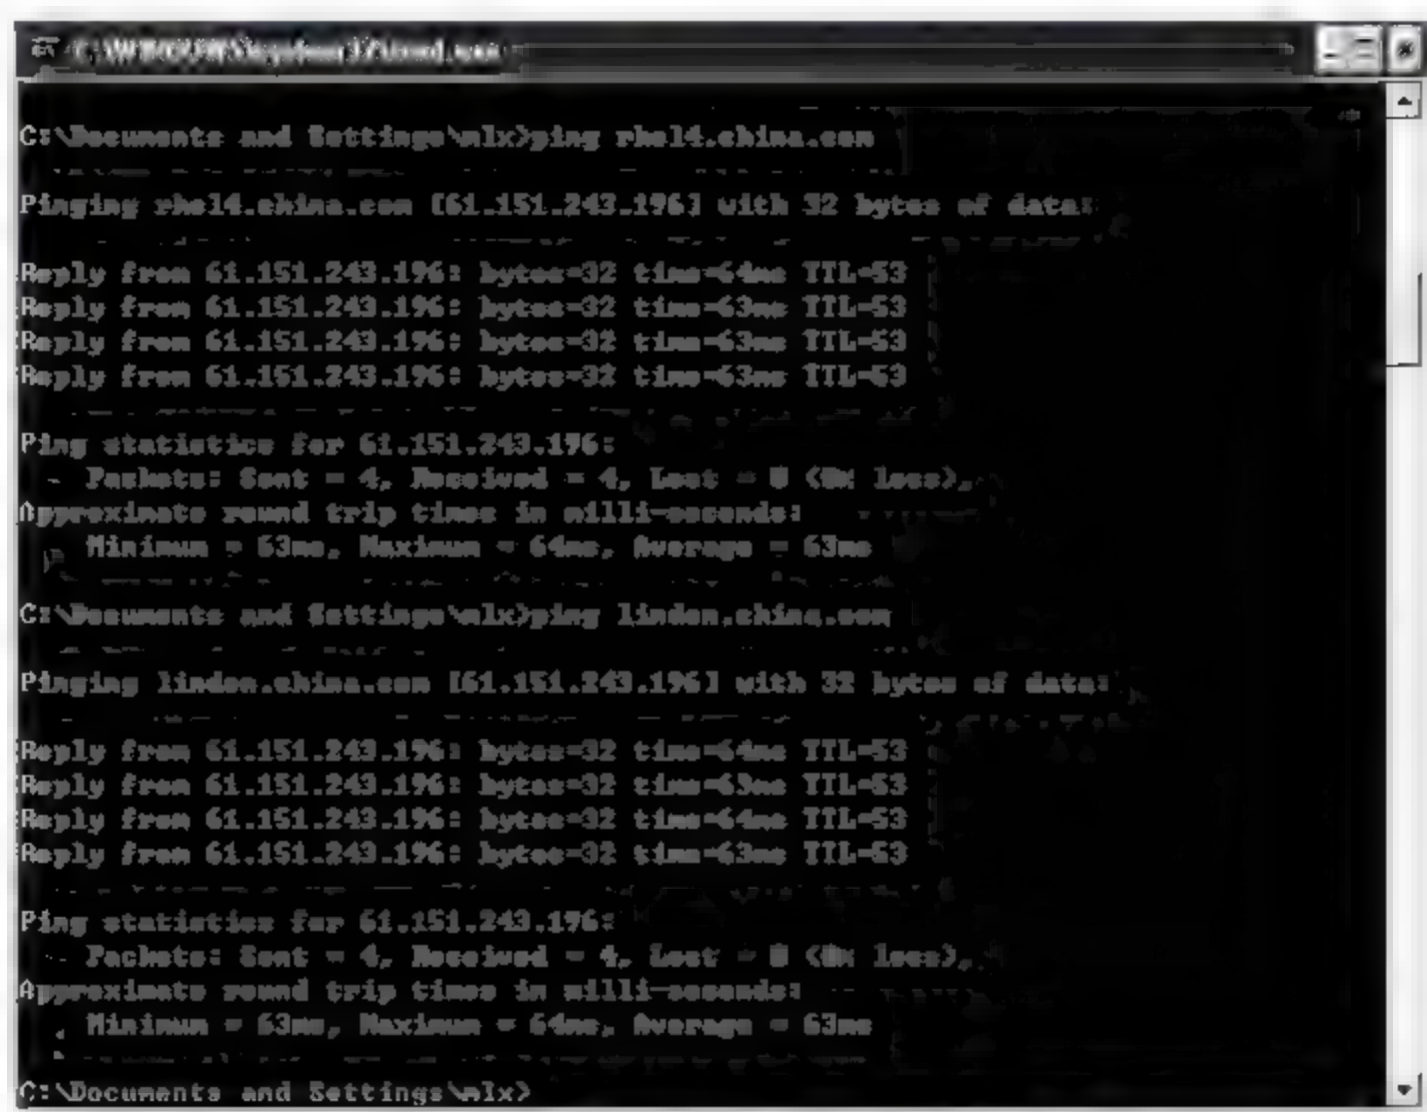 C:\WINDOWS\System32\cmd.exe
C:\Documents and Settings\mlx>ping rhel4.china.com
Pinging rhel4.china.com [61.151.243.196] with 32 bytes of data:
Reply from 61.151.243.196: bytes=32 time=64ms TTL=53
Reply from 61.151.243.196: bytes=32 time=63ms TTL=53
Reply from 61.151.243.196: bytes=32 time=63ms TTL=53
Reply from 61.151.243.196: bytes=32 time=63ms TTL=53
Ping statistics for 61.151.243.196:
Packets: Sent = 4, Received = 4, Lost = 0 (0% loss),
Approximate round trip times in milli-seconds:
Minimum = 63ms, Maximum = 64ms, Average = 63ms
C:\Documents and Settings\mlx>ping linden.china.com
Pinging linden.china.com [61.151.243.196] with 32 bytes of data:
Reply from 61.151.243.196: bytes=32 time=64ms TTL=53
Reply from 61.151.243.196: bytes=32 time=63ms TTL=53
Reply from 61.151.243.196: bytes=32 time=64ms TTL=53
Reply from 61.151.243.196: bytes=32 time=63ms TTL=53
Ping statistics for 61.151.243.196:
Packets: Sent = 4, Received = 4, Lost = 0 (0% loss),
Approximate round trip times in milli-seconds:
Minimum = 63ms, Maximum = 64ms, Average = 63ms
C:\Documents and Settings\mlx>